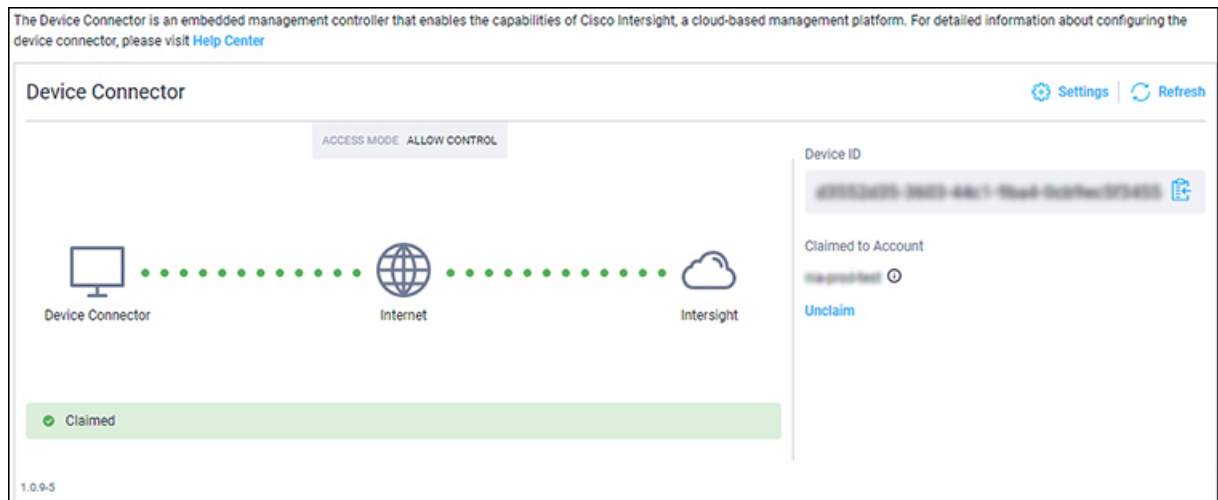 The Device Connector is an embedded management controller that enables the capabilities of Cisco Intersight, a cloud-based management platform. For detailed information about configuring the
device connector, please visit Help Center
Device Connector
Settings
Refresh
ACCESS MODE ALLOW CONTROL
Device ID
Claimed to Account
Unclaim
Device Connector
Internet
Intersight
Claimed
1.0.9-5